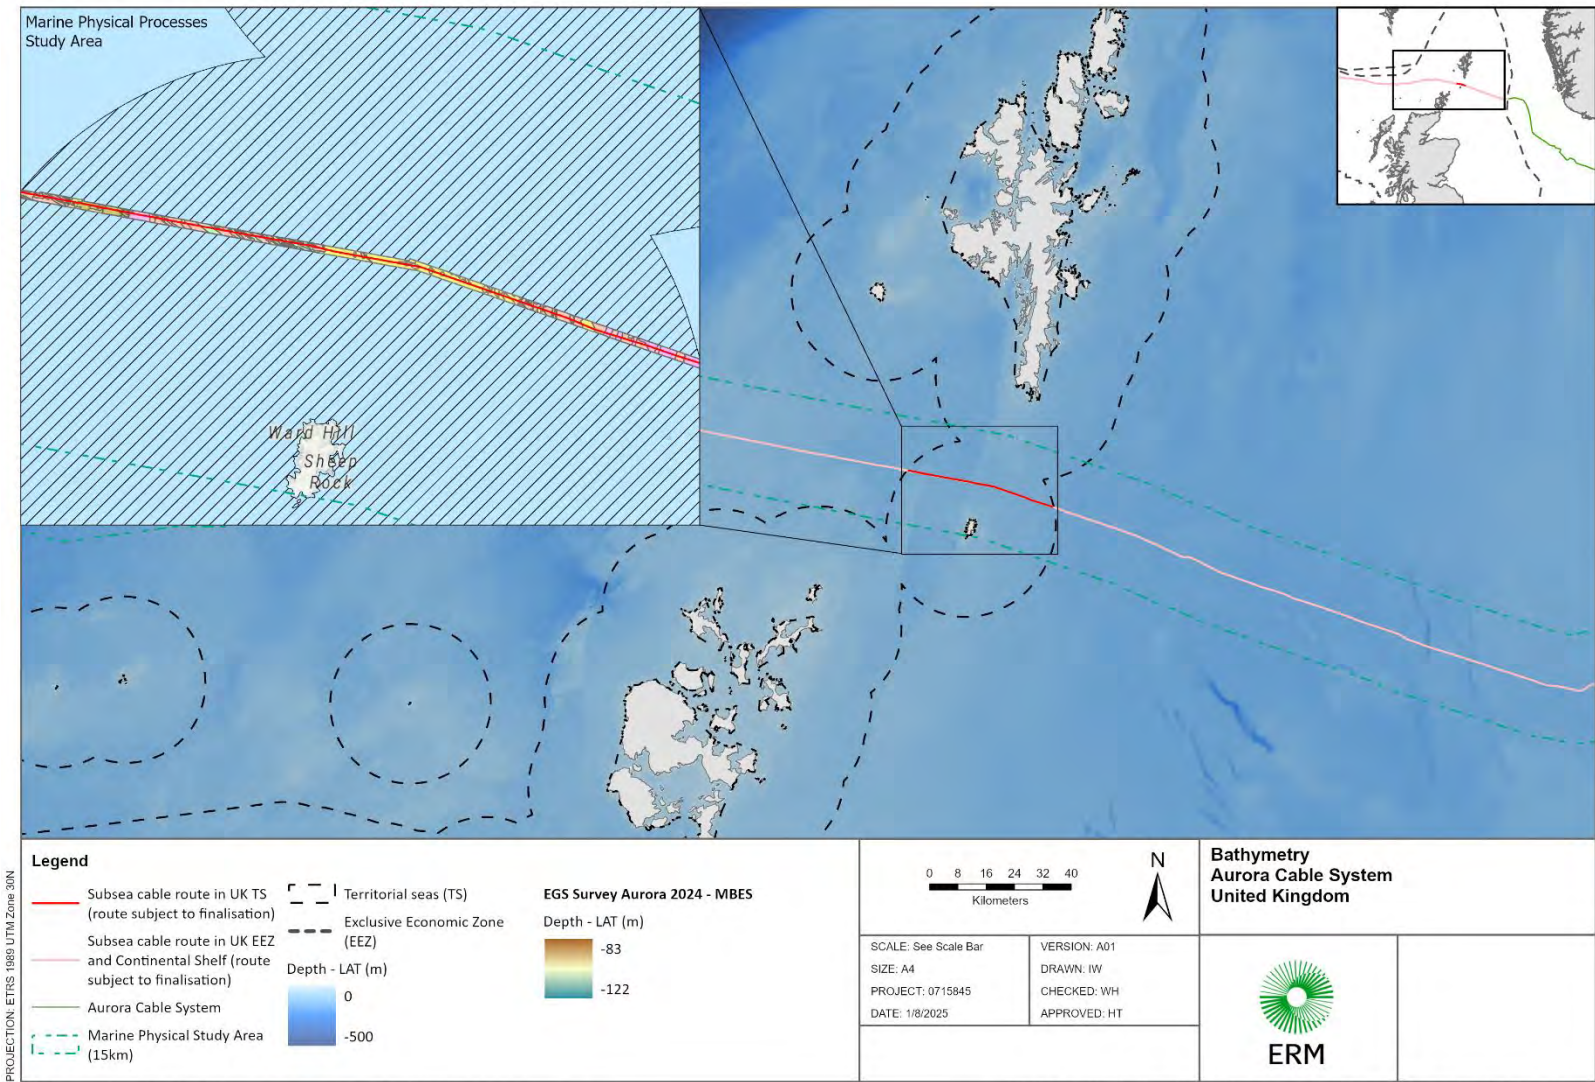 Marine Physical Processes
Study Area
Ward Hill
Sheep
Rock
PROJECTION: ETRS 1989 UTM Zone 30N
Legend
Subsea cable route in UK TS
(route subject to finalisation)
Subsea cable route in UK EEZ
and Continental Shelf (route
subject to finalisation)
Aurora Cable System
Marine Physical Study Area
(15km)
Territorial seas (TS)
Exclusive Economic Zone
(EEZ)
Depth - LAT (m)
0
-500
EGS Survey Aurora 2024 - MBES
Depth - LAT (m)
-83
-122
0 8 16 24 32 40
Kilometers
N
SCALE: See Scale Bar
SIZE: A4
PROJECT: 0715845
DATE: 1/8/2025
VERSION: A01
DRAWN: IW
CHECKED: WH
APPROVED: HT
Bathymetry
Aurora Cable System
United Kingdom
ERM